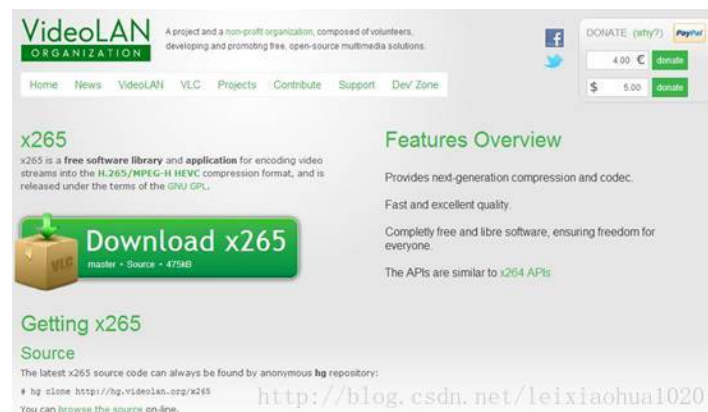 VideoLAN
ORGANIZATION
A project and a non-profit organization, composed of volunteers,
developing and promoting free, open-source multimedia solutions.
DONATE (why?) PayPal
4.00 € donate
$ 5.00 donate
Home News VideoLAN VLC Projects Contribute Support Dev' Zone
x265
x265 is a free software library and application for encoding video
streams into the H.265/MPEG-H HEVC compression format, and is
released under the terms of the GNU GPL.
Download x265
master • Source • 475kB
VLC
Features Overview
Provides next-generation compression and codec.
Fast and excellent quality.
Completly free and libre software, ensuring freedom for
everyone.
The APIs are similar to x264 APIs
Getting x265
Source
The latest x265 source code can always be found by anonymous hg repository:
# hg clone http://hg.videolan.org/x265
You can browse the source on-line.
http://blog.csdn.net/leixiaohua1020